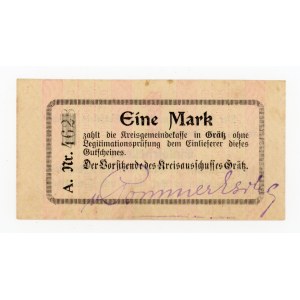 Eine Mark
zahlt die Kreisgemeindekasse in Grätz ohne
Legitimationsprüfung dem Einlieferer dieses
Gutscheines.
Der Vorsitzende des Kreisausschusses Grätz.
A. Nr. 462